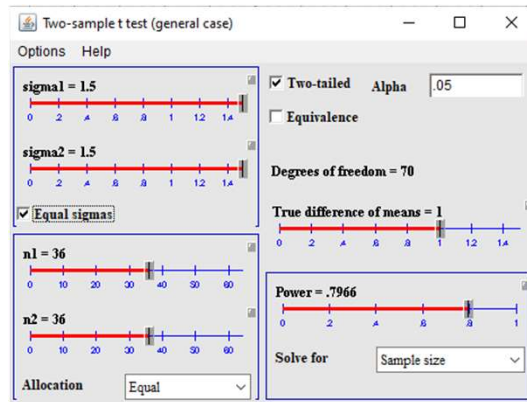 Two-sample t test (general case)
Options Help
sigma1 = 1.5
0 .2 .4 .6 .8 1 1.2 1.4
sigma2 = 1.5
0 .2 .4 .6 .8 1 1.2 1.4
Equal sigmas
n1 = 36
0 10 20 30 40 50 60
n2 = 36
0 10 20 30 40 50 60
Allocation Equal
Two-tailed Alpha .05
Equivalence
Degrees of freedom = 70
True difference of means = 1
0 .2 .4 .6 .8 1 1.2 1.4
Power = .7966
0 .2 .4 .6 .8 1
Solve for Sample size